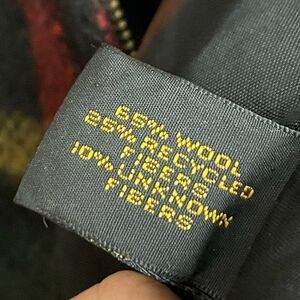 65% WOOL
25% RECYCLED
FIBERS
10% UNKNOWN
FIBERS